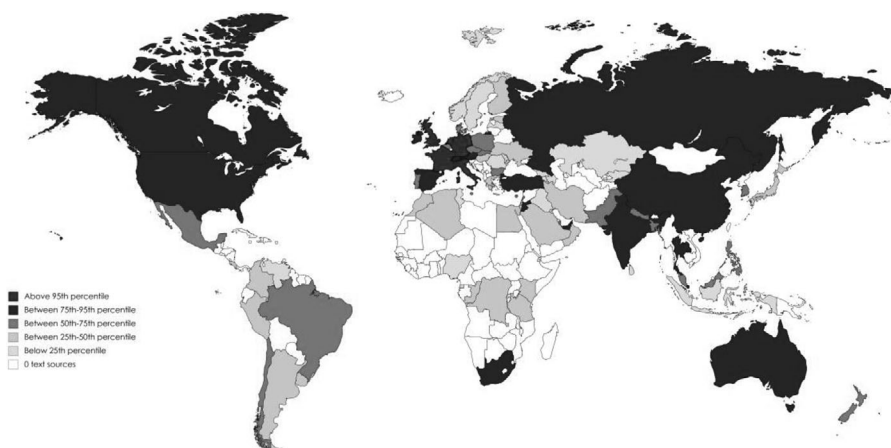 Above 95th percentile
Between 75th-95th percentile
Between 50th-75th percentile
Between 25th-50th percentile
Below 25th percentile
0 text sources